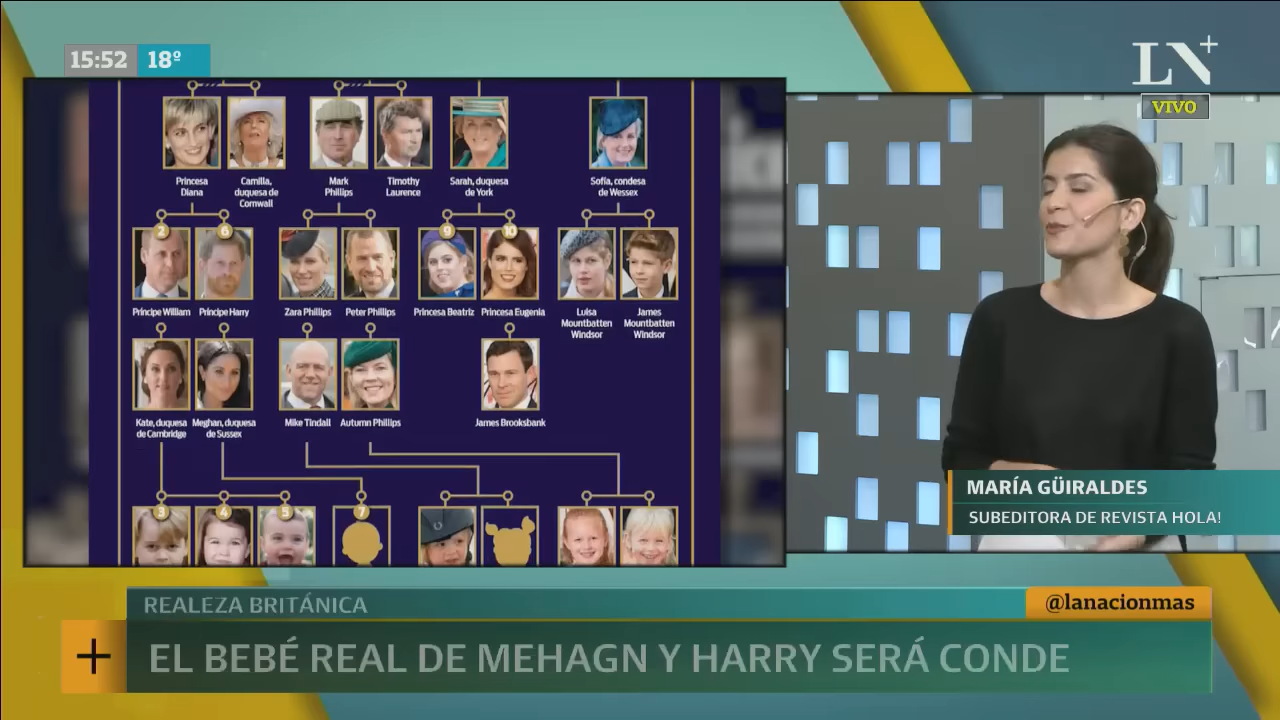 15:52 18º
LN+
VIVO
Princesa
Diana
Camilla,
duquesa de
Cornwall
Mark
Phillips
Timothy
Laurence
Sarah, duquesa
de York
Sofía, condesa
de Wessex
2
6
9
10
Príncipe William
Príncipe Harry
Zara Phillips
Peter Phillips
Princesa Beatriz
Princesa Eugenia
Luisa
Mountbatten
Windsor
James
Mountbatten
Windsor
Kate, duquesa
de Cambridge
Meghan, duquesa
de Sussex
Mike Tindall
Autumn Phillips
James Brooksbank
3
4
5
7
MARÍA GÜIRALDES
SUBEDITORA DE REVISTA HOLA!
REALEZA BRITÁNICA
@lanacionmas
+
EL BEBÉ REAL DE MEHAGN Y HARRY SERÁ CONDE